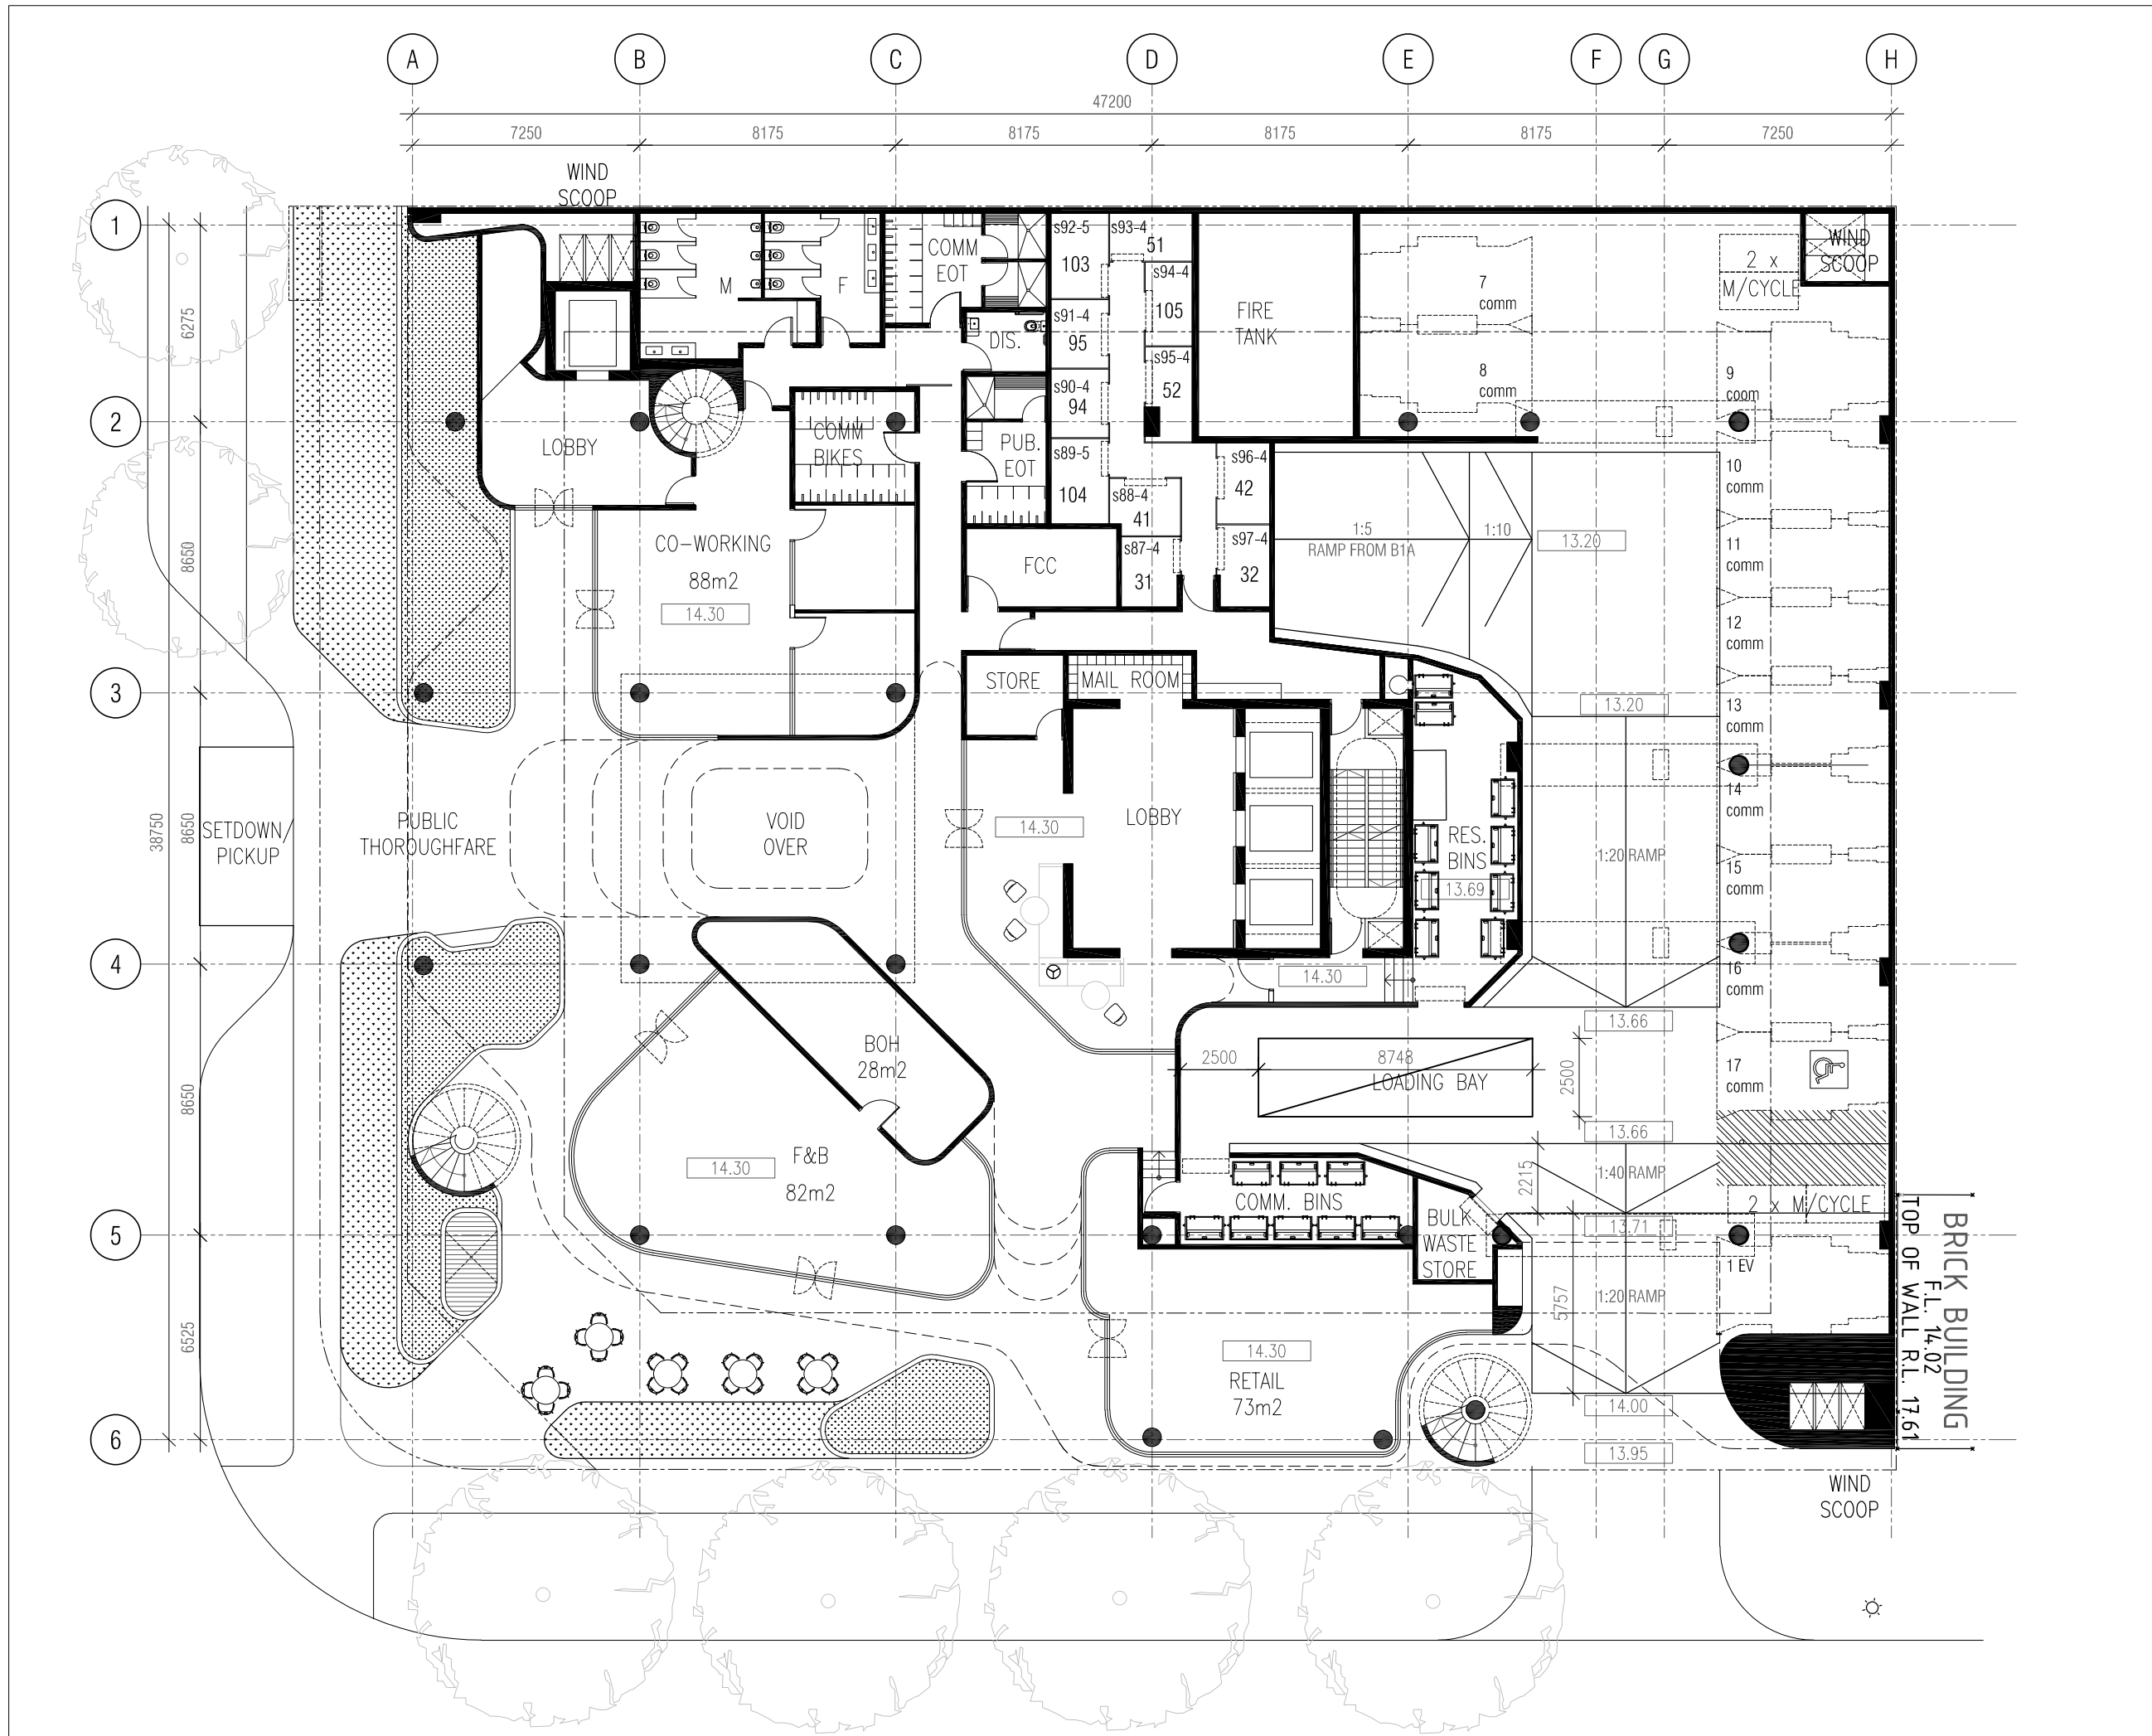 A
B
C
D
E
F
G
H
47200
7250
8175
8175
8175
8175
7250
1
2
3
4
5
6
38750
6275
8650
8650
8650
6525
WIND
SCOOP
M
F
COMM
EOT
DIS.
PUB.
EOT
COMM
BIKES
LOBBY
s92-5
103
s93-4
51
s94-4
105
s91-4
95
s95-4
52
s90-4
94
s89-5
104
s88-4
41
s87-4
31
s96-4
42
s97-4
32
FIRE
TANK
7
comm
8
comm
2 x
M/CYCLE
WIND
SCOOP
9
coom
10
comm
11
comm
12
comm
13
comm
14
comm
15
comm
16
comm
17
comm
1:5
RAMP FROM B1A
1:10
13.20
13.20
CO-WORKING
88m2
14.30
FCC
STORE
MAIL ROOM
LOBBY
14.30
RES.
BINS
13.69
1:20 RAMP
SETDOWN/
PICKUP
PUBLIC
THOROUGHFARE
VOID
OVER
14.30
13.66
BOH
28m2
2500
8748
LOADING BAY
2500
13.66
F&B
82m2
14.30
COMM. BINS
BULK
WASTE
STORE
2215
1:40 RAMP
2 x M/CYCLE
13.71
1 EV
5757
1:20 RAMP
14.30
RETAIL
73m2
14.00
13.95
BRICK BUILDING
F.L. 14.02
TOP OF WALL R.L. 17.61
WIND
SCOOP